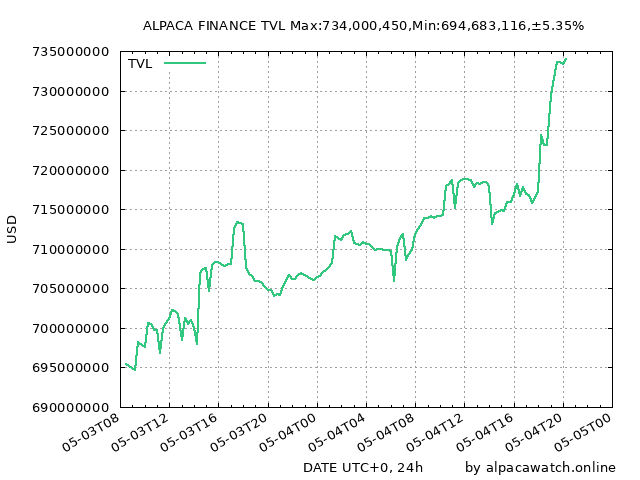 ALPACA FINANCE TVL Max:734,000,450,Min:694,683,116,±5.35%
TVL
735000000
730000000
725000000
720000000
715000000
710000000
705000000
700000000
695000000
690000000
USD
05-03T08
05-03T12
05-03T16
05-03T20
05-04T00
05-04T04
05-04T08
05-04T12
05-04T16
05-04T20
05-05T00
DATE UTC+0, 24h
by alpacawatch.online